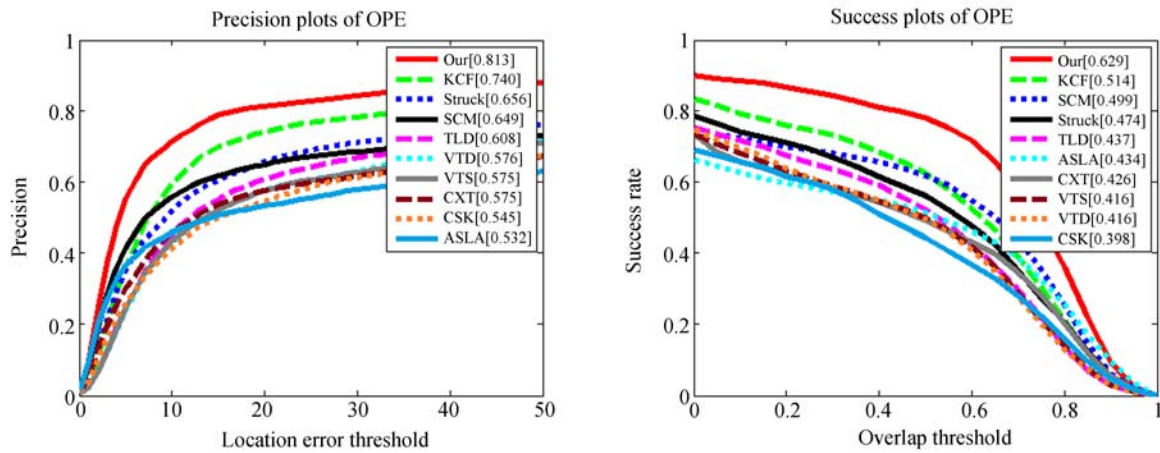 Precision plots of OPE
1
0.8
0.6
0.4
0.2
0
Precision
Our[0.813]
KCF[0.740]
Struck[0.656]
SCM[0.649]
TLD[0.608]
VTD[0.576]
VTS[0.575]
CXT[0.575]
CSK[0.545]
ASLA[0.532]
0 10 20 30 40 50
Location error threshold
Success plots of OPE
1
0.8
0.6
0.4
0.2
0
Success rate
Our[0.629]
KCF[0.514]
SCM[0.499]
Struck[0.474]
TLD[0.437]
ASLA[0.434]
CXT[0.426]
VTS[0.416]
VTD[0.416]
CSK[0.398]
0 0.2 0.4 0.6 0.8 1
Overlap threshold